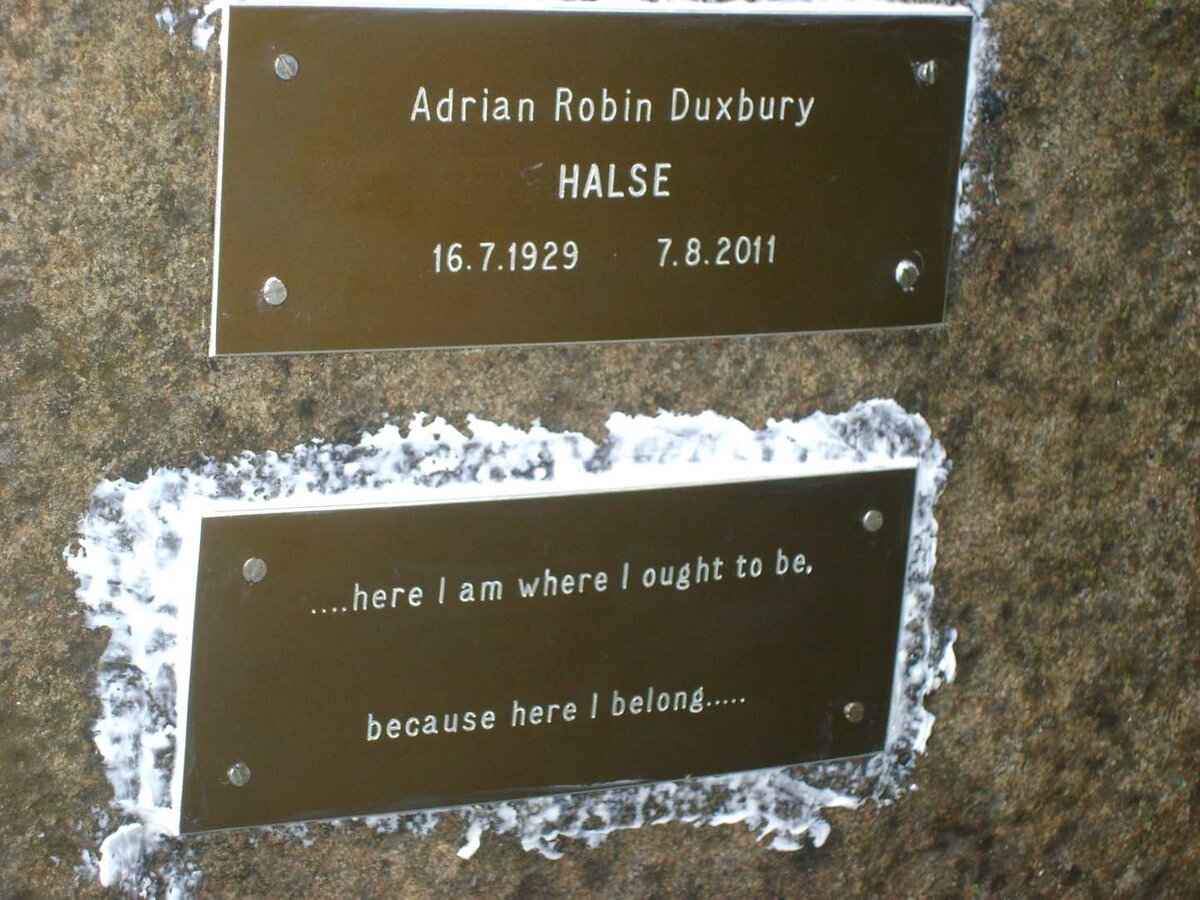 Adrian Robin Duxbury
HALSE
16.7.1929 7.8.2011
....here I am where I ought to be,
because here I belong.....